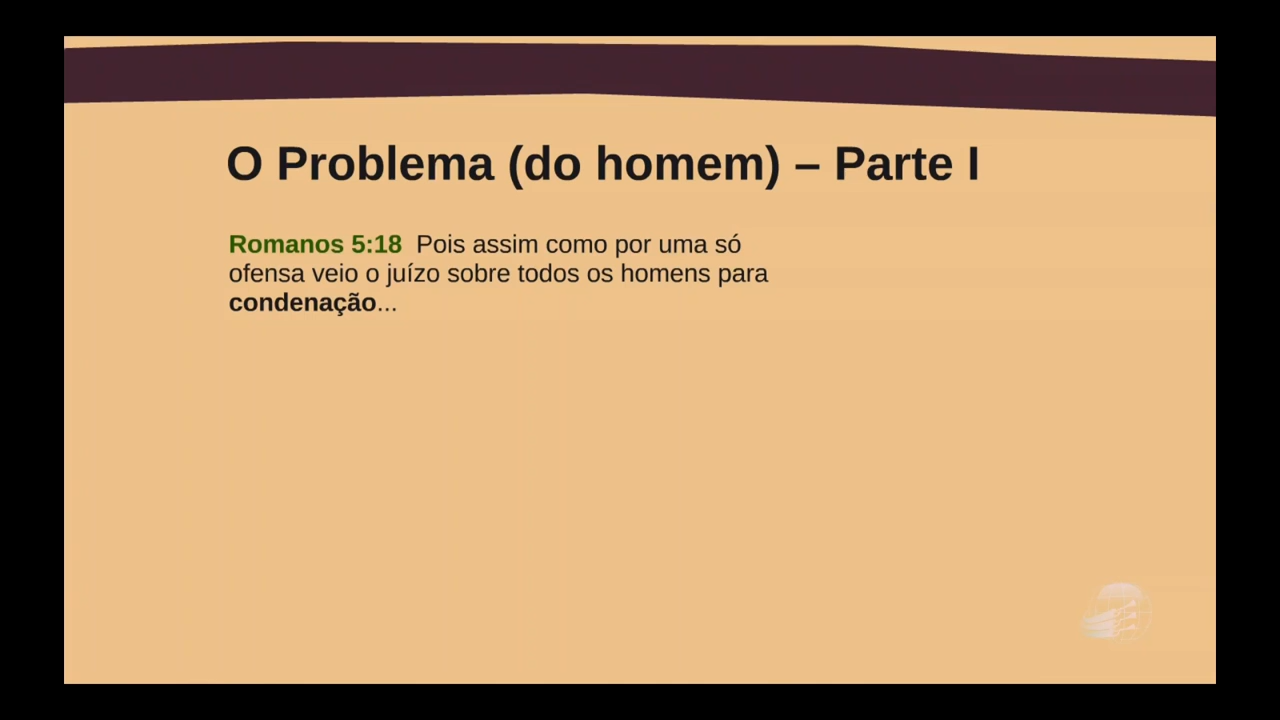 O Problema (do homem) – Parte I
Romanos 5:18 Pois assim como por uma só
ofensa veio o juízo sobre todos os homens para
condenação...